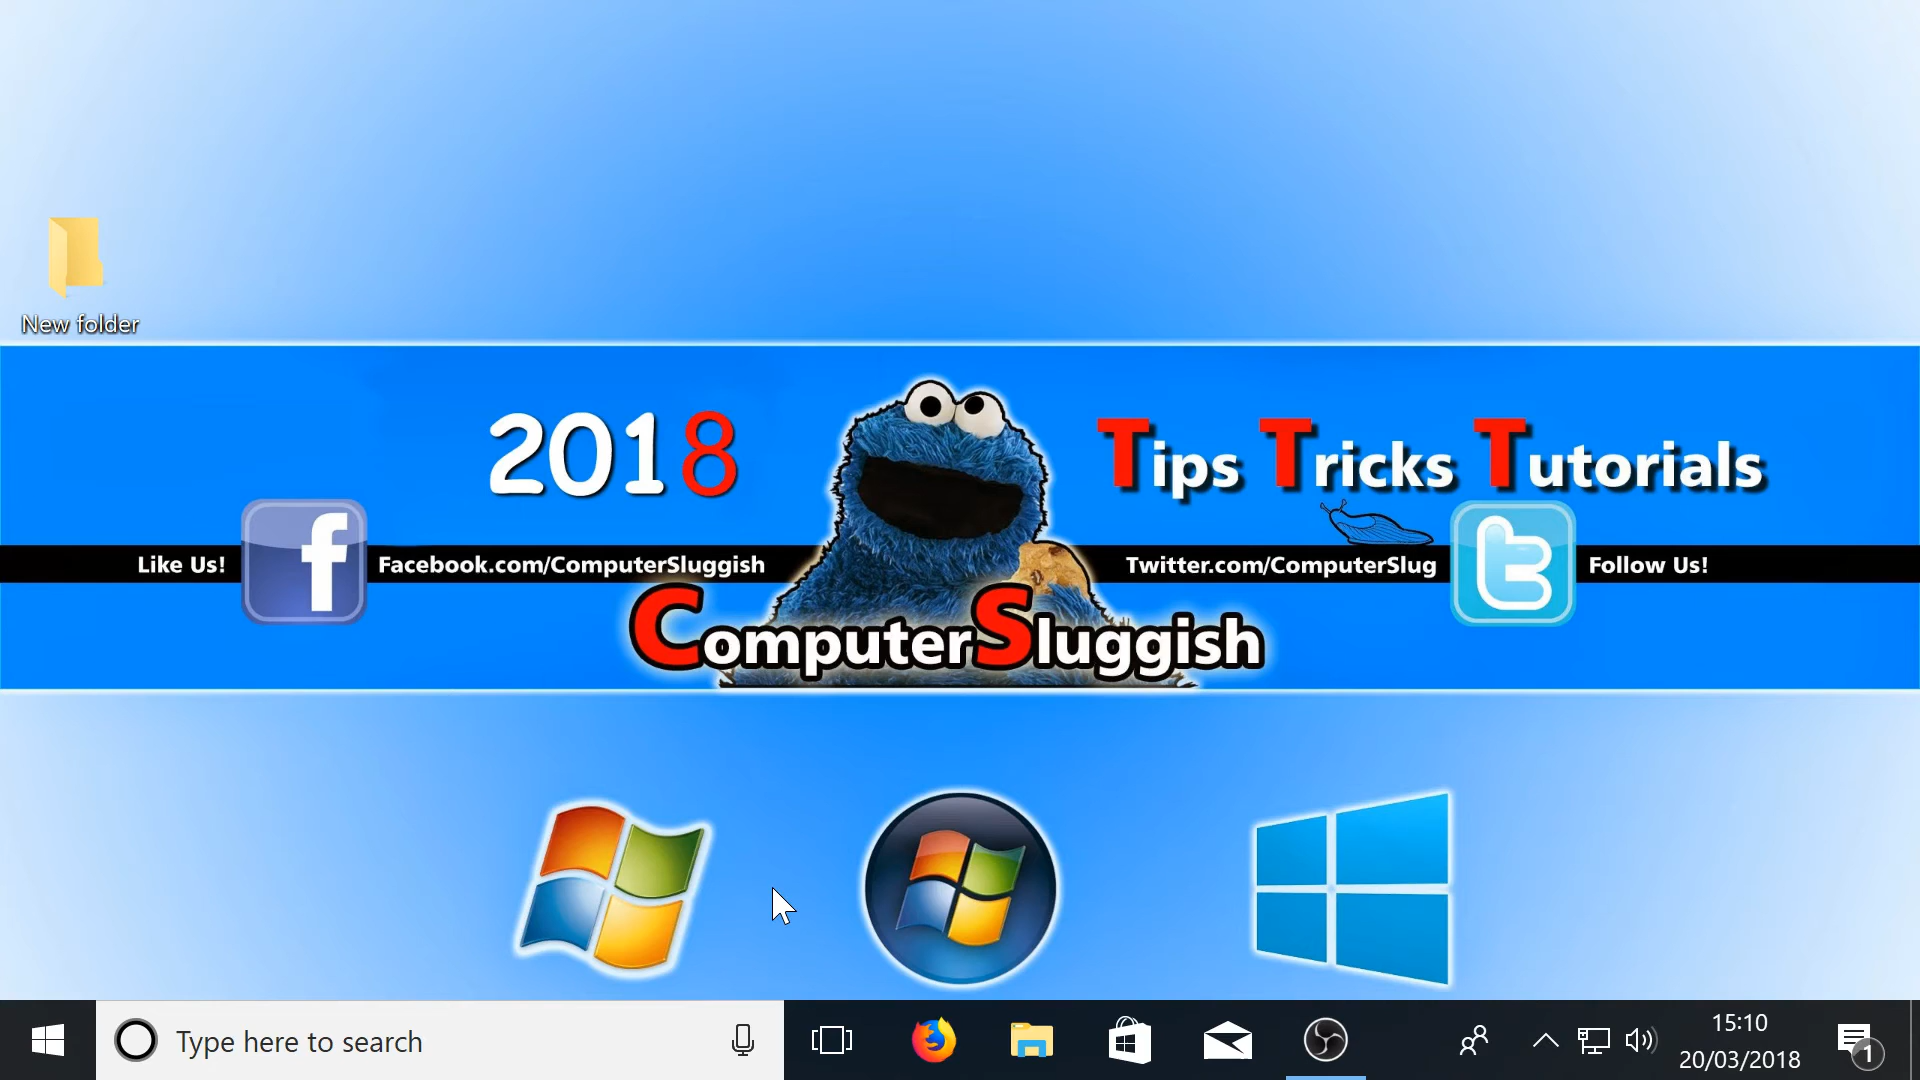 New folder
2018
Tips Tricks Tutorials
Like Us!
Facebook.com/ComputerSluggish
Twitter.com/ComputerSlug
Follow Us!
ComputerSluggish
Type here to search
15:10
20/03/2018
1